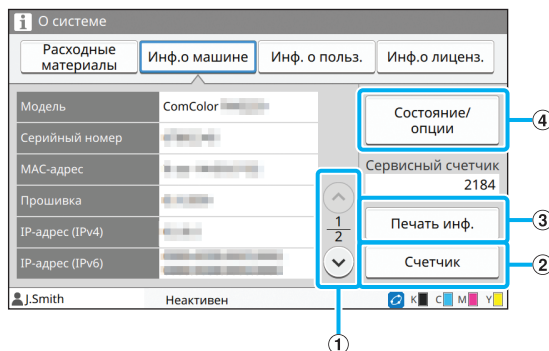 О системе
Расходные
материалы
Инф.о машине
Инф. о польз.
Инф.о лиценз.
Модель
ComColor
Серийный номер
MAC-адрес
Прошивка
IP-адрес (IPv4)
IP-адрес (IPv6)
1
2
Состояние/
опции
Сервисный счетчик
2184
Печать инф.
Счетчик
④
③
②
J.Smith
Неактивен
K C M Y
①